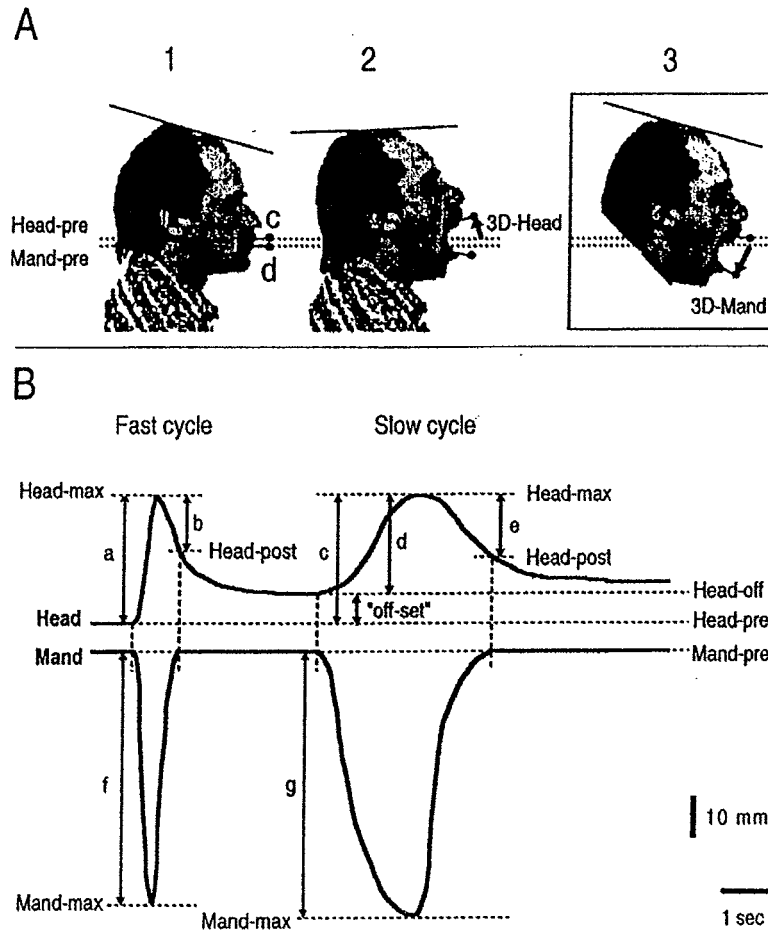 A
1 2 3
Head-pre
Mand-pre
c
d
3D-Head
3D-Mand
B
Fast cycle Slow cycle
Head-max
a
b
Head-post
c
d
e
Head-max
Head-post
"off-set"
Head-off
Head-pre
Mand-pre
Head
Mand
f
g
Mand-max
Mand-max
10 mm
1 sec